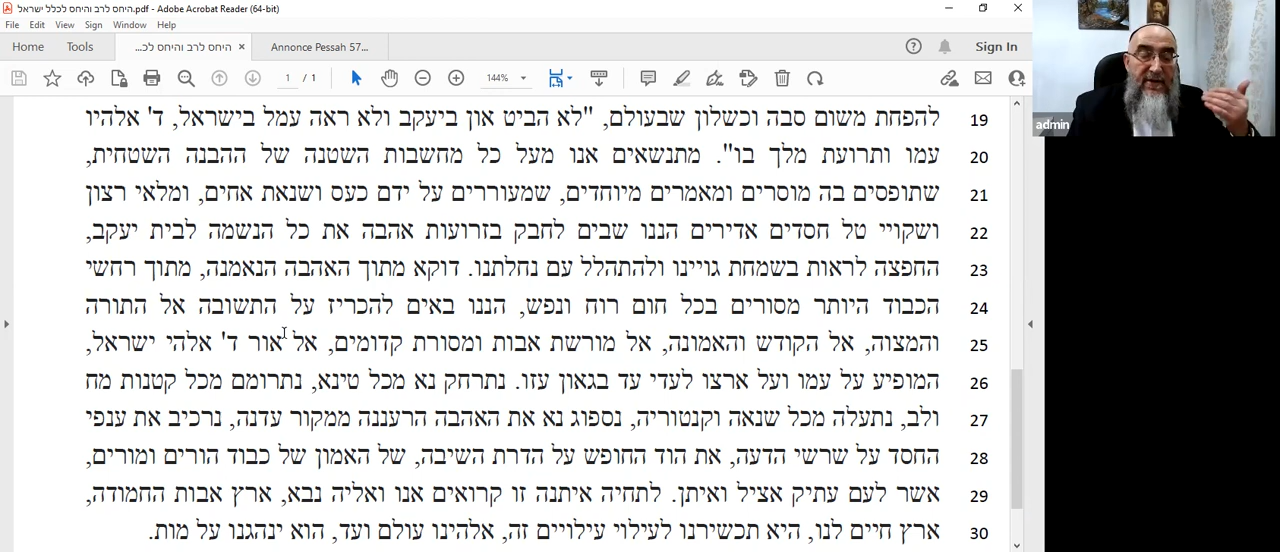 היחס לרב והיחס לכלל ישראל.pdf - Adobe Acrobat Reader (64-bit)
File Edit View Sign Window Help
Home Tools היחס לרב והיחס לכ... × Annonce Pessah 57... Sign In
1 / 1 144%
admin
להפחת משום סבה וכשלון שבעולם, "לא הביט און ביעקב ולא ראה עמל בישראל, ד' אלהיו 19
עמו ותרועת מלך בו". מתנשאים אנו מעל כל מחשבות השטנה של ההבנה השטחית, 20
שתופסים בה מוסרים ומאמרים מיוחדים, שמעוררים על ידם כעס ושנאת אחים, ומלאי רצון 21
ושקויי טל חסדים אדירים הננו שבים לחבק בזרועות אהבה את כל הנשמה לבית יעקב, 22
החפצה לראות בשמחת גויינו ולהתהלל עם נחלתנו. דוקא מתוך האהבה הנאמנה, מתוך רחשי 23
הכבוד היותר מסורים בכל חום רוח ונפש, הננו באים להכריז על התשובה אל התורה 24
והמצוה, אל הקודש והאמונה, אל מורשת אבות ומסורת קדומים, אל אור ד' אלהי ישראל, 25
המופיע על עמו ועל ארצו לעדי עד בגאון עזו. נתרחק נא מכל טינא, נתרומם מכל קטנות מח 26
ולב, נתעלה מכל שנאה וקנטוריה, נספוג נא את האהבה הרעננה ממקור עדנה, נרכיב את ענפי 27
החסד על שרשי הדעה, את הוד החופש על הדרת השיבה, של האמון של כבוד הורים ומורים, 28
אשר לעם עתיק אציל ואיתן. לתחיה איתנה זו קרואים אנו ואליה נבא, ארץ אבות החמודה, 29
ארץ חיים לנו, היא תכשירנו לעילוי עילויים זה, אלהינו עולם ועד, הוא ינהגנו על מות. 30